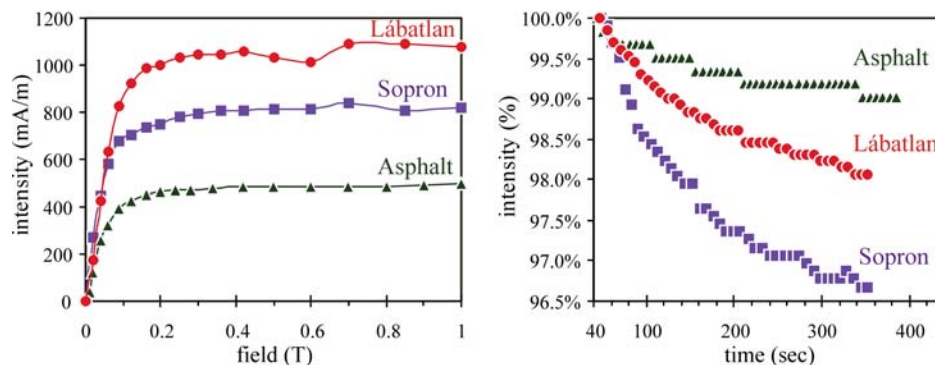 1200
1000
800
600
400
200
0
intensity (mA/m)
0
0.2
0.4
0.6
0.8
1
field (T)
Lábatlan
Sopron
Asphalt
100.0%
99.5%
99.0%
98.5%
98.0%
97.5%
97.0%
96.5%
intensity (%)
40
100
200
300
400
time (sec)
Asphalt
Lábatlan
Sopron